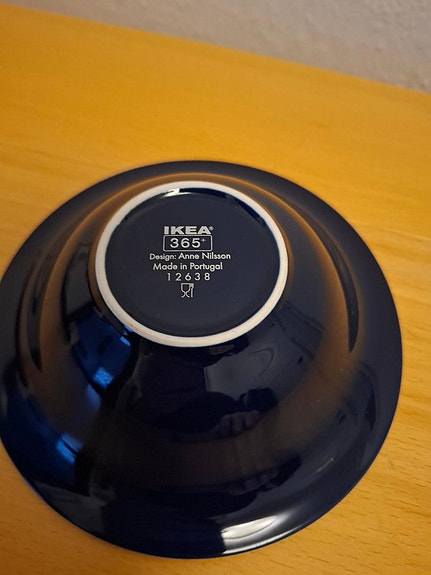 IKEA®
365+
Design: Anne Nilsson
Made in Portugal
12638